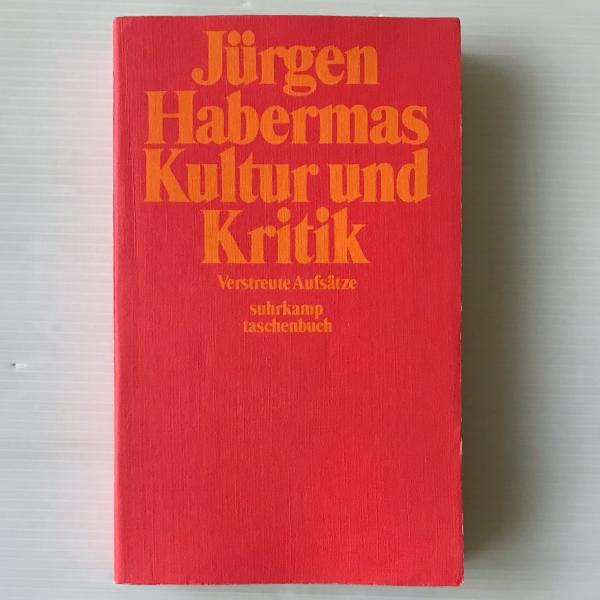 Jürgen
Habermas
Kultur und
Kritik
Verstreute Aufsätze
suhrkamp
taschenbuch